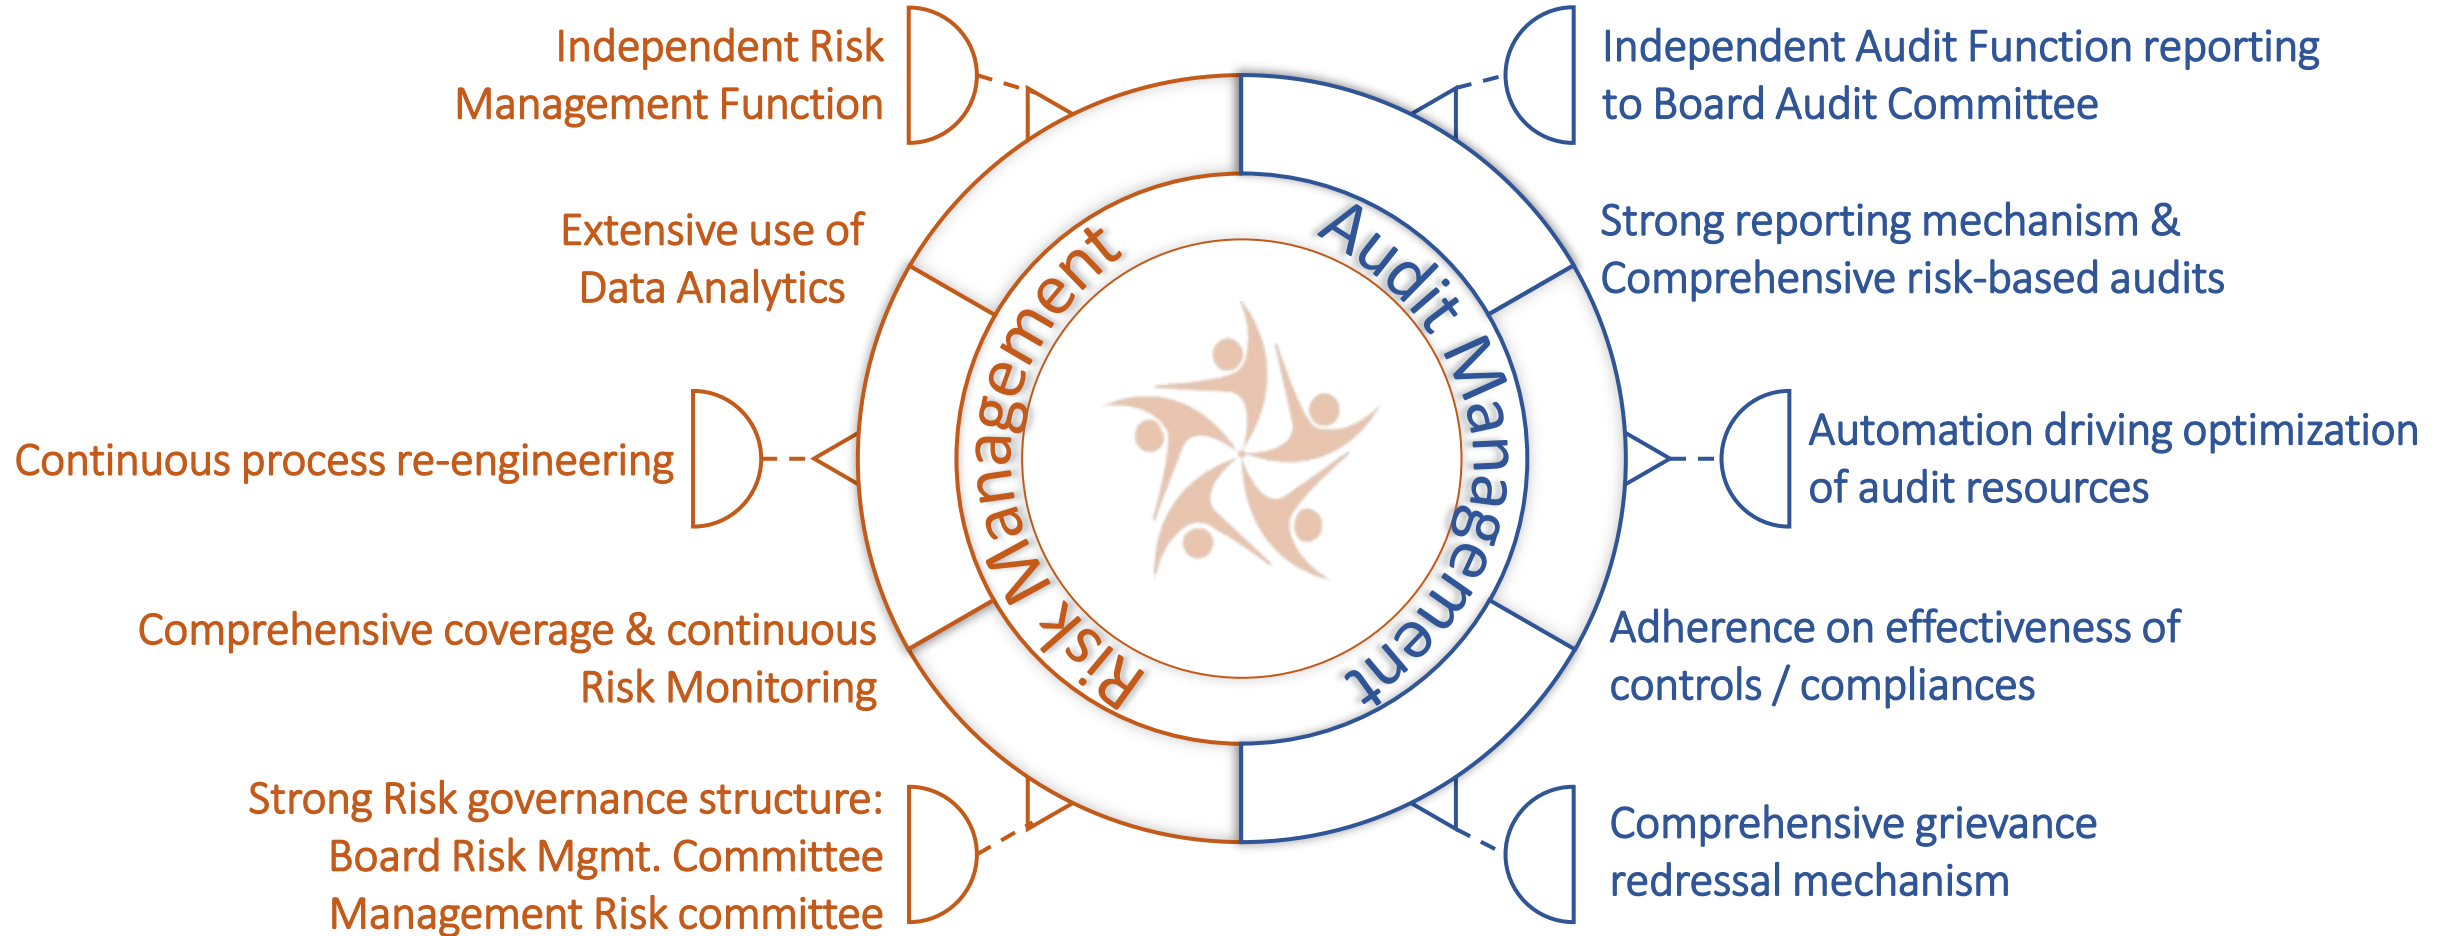 Independent Risk
Management Function
Extensive use of
Data Analytics
Continuous process re-engineering
Comprehensive coverage & continuous
Risk Monitoring
Strong Risk governance structure:
Board Risk Mgmt. Committee
Management Risk committee
Risk Management
Audit Management
Independent Audit Function reporting
to Board Audit Committee
Strong reporting mechanism &
Comprehensive risk-based audits
Automation driving optimization
of audit resources
Adherence on effectiveness of
controls / compliances
Comprehensive grievance
redressal mechanism